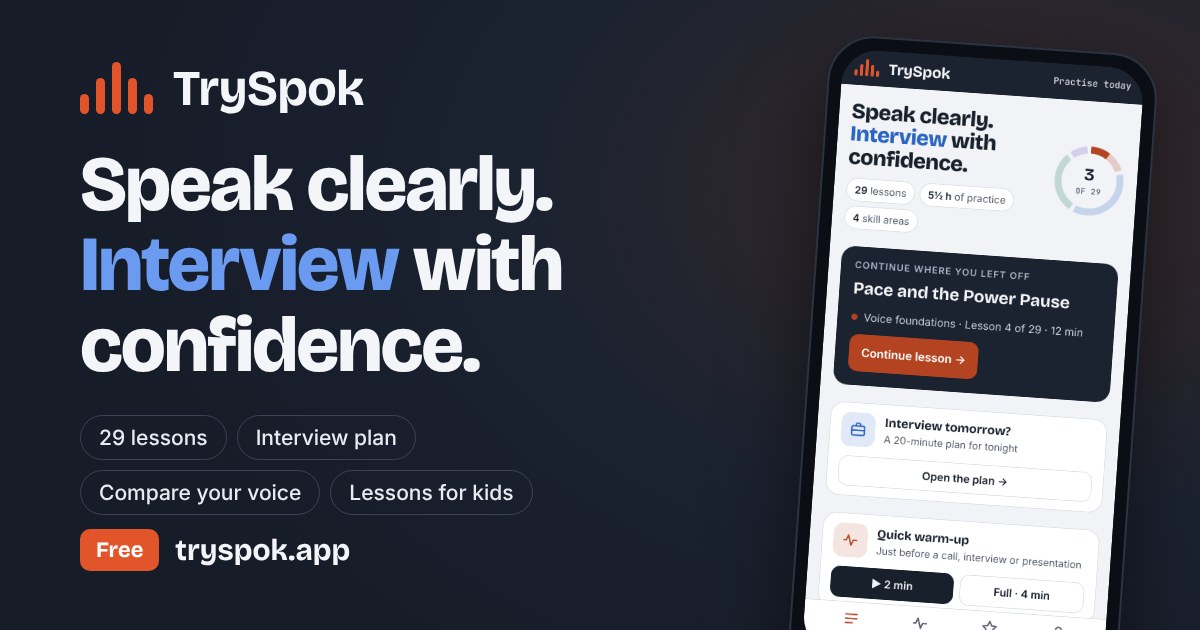 TrySpok
Speak clearly.
Interview with
confidence.
29 lessons
Interview plan
Compare your voice
Lessons for kids
Free
tryspok.app
TrySpok
Practise today
Speak clearly.
Interview with
confidence.
29 lessons
5½ h of practice
4 skill areas
3
OF 29
CONTINUE WHERE YOU LEFT OFF
Pace and the Power Pause
Voice foundations · Lesson 4 of 29 · 12 min
Continue lesson →
Interview tomorrow?
A 20-minute plan for tonight
Open the plan →
Quick warm-up
Just before a call, interview or presentation
▶ 2 min
Full · 4 min